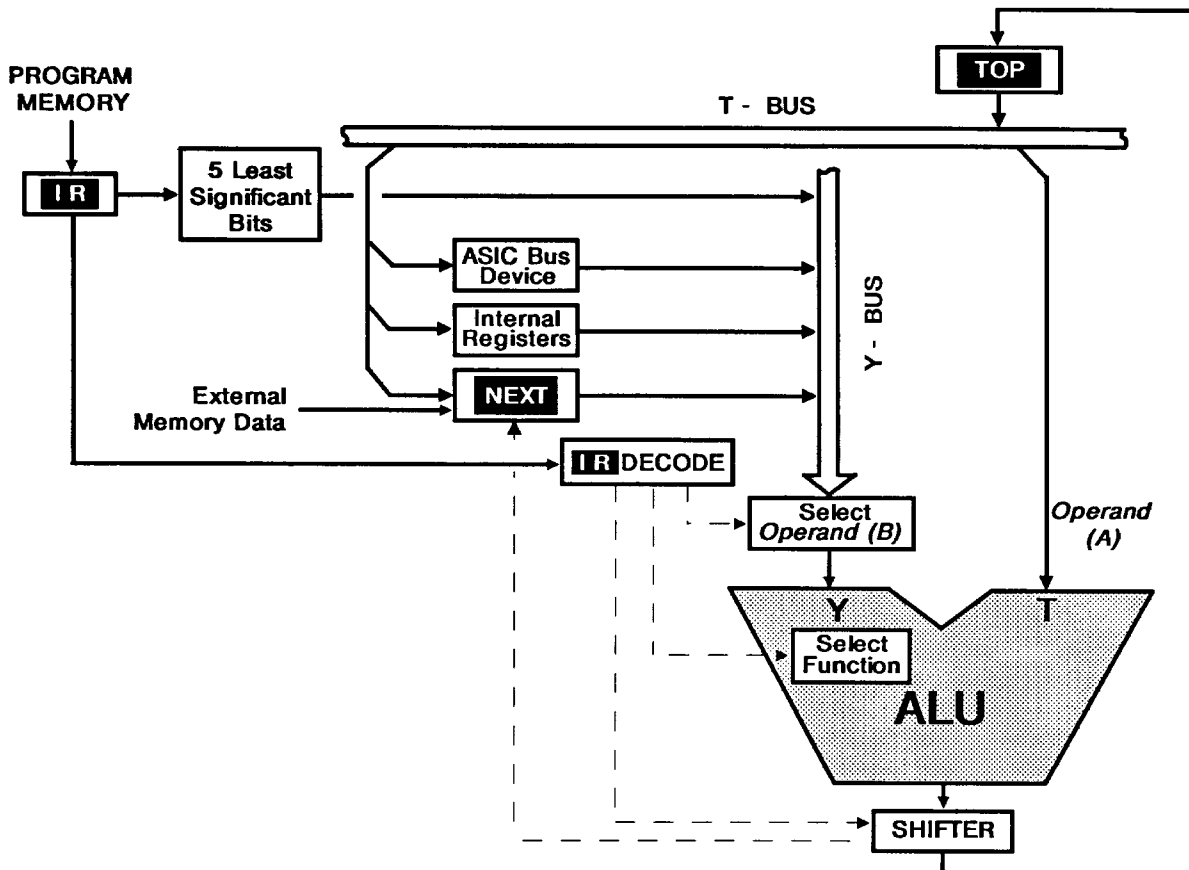 TOP
PROGRAM
MEMORY
T - BUS
IR
5 Least
Significant
Bits
ASIC Bus
Device
Internal
Registers
Y - BUS
NEXT
External
Memory Data
IR DECODE
Select
Operand (B)
Operand
(A)
Y
T
Select
Function
ALU
SHIFTER